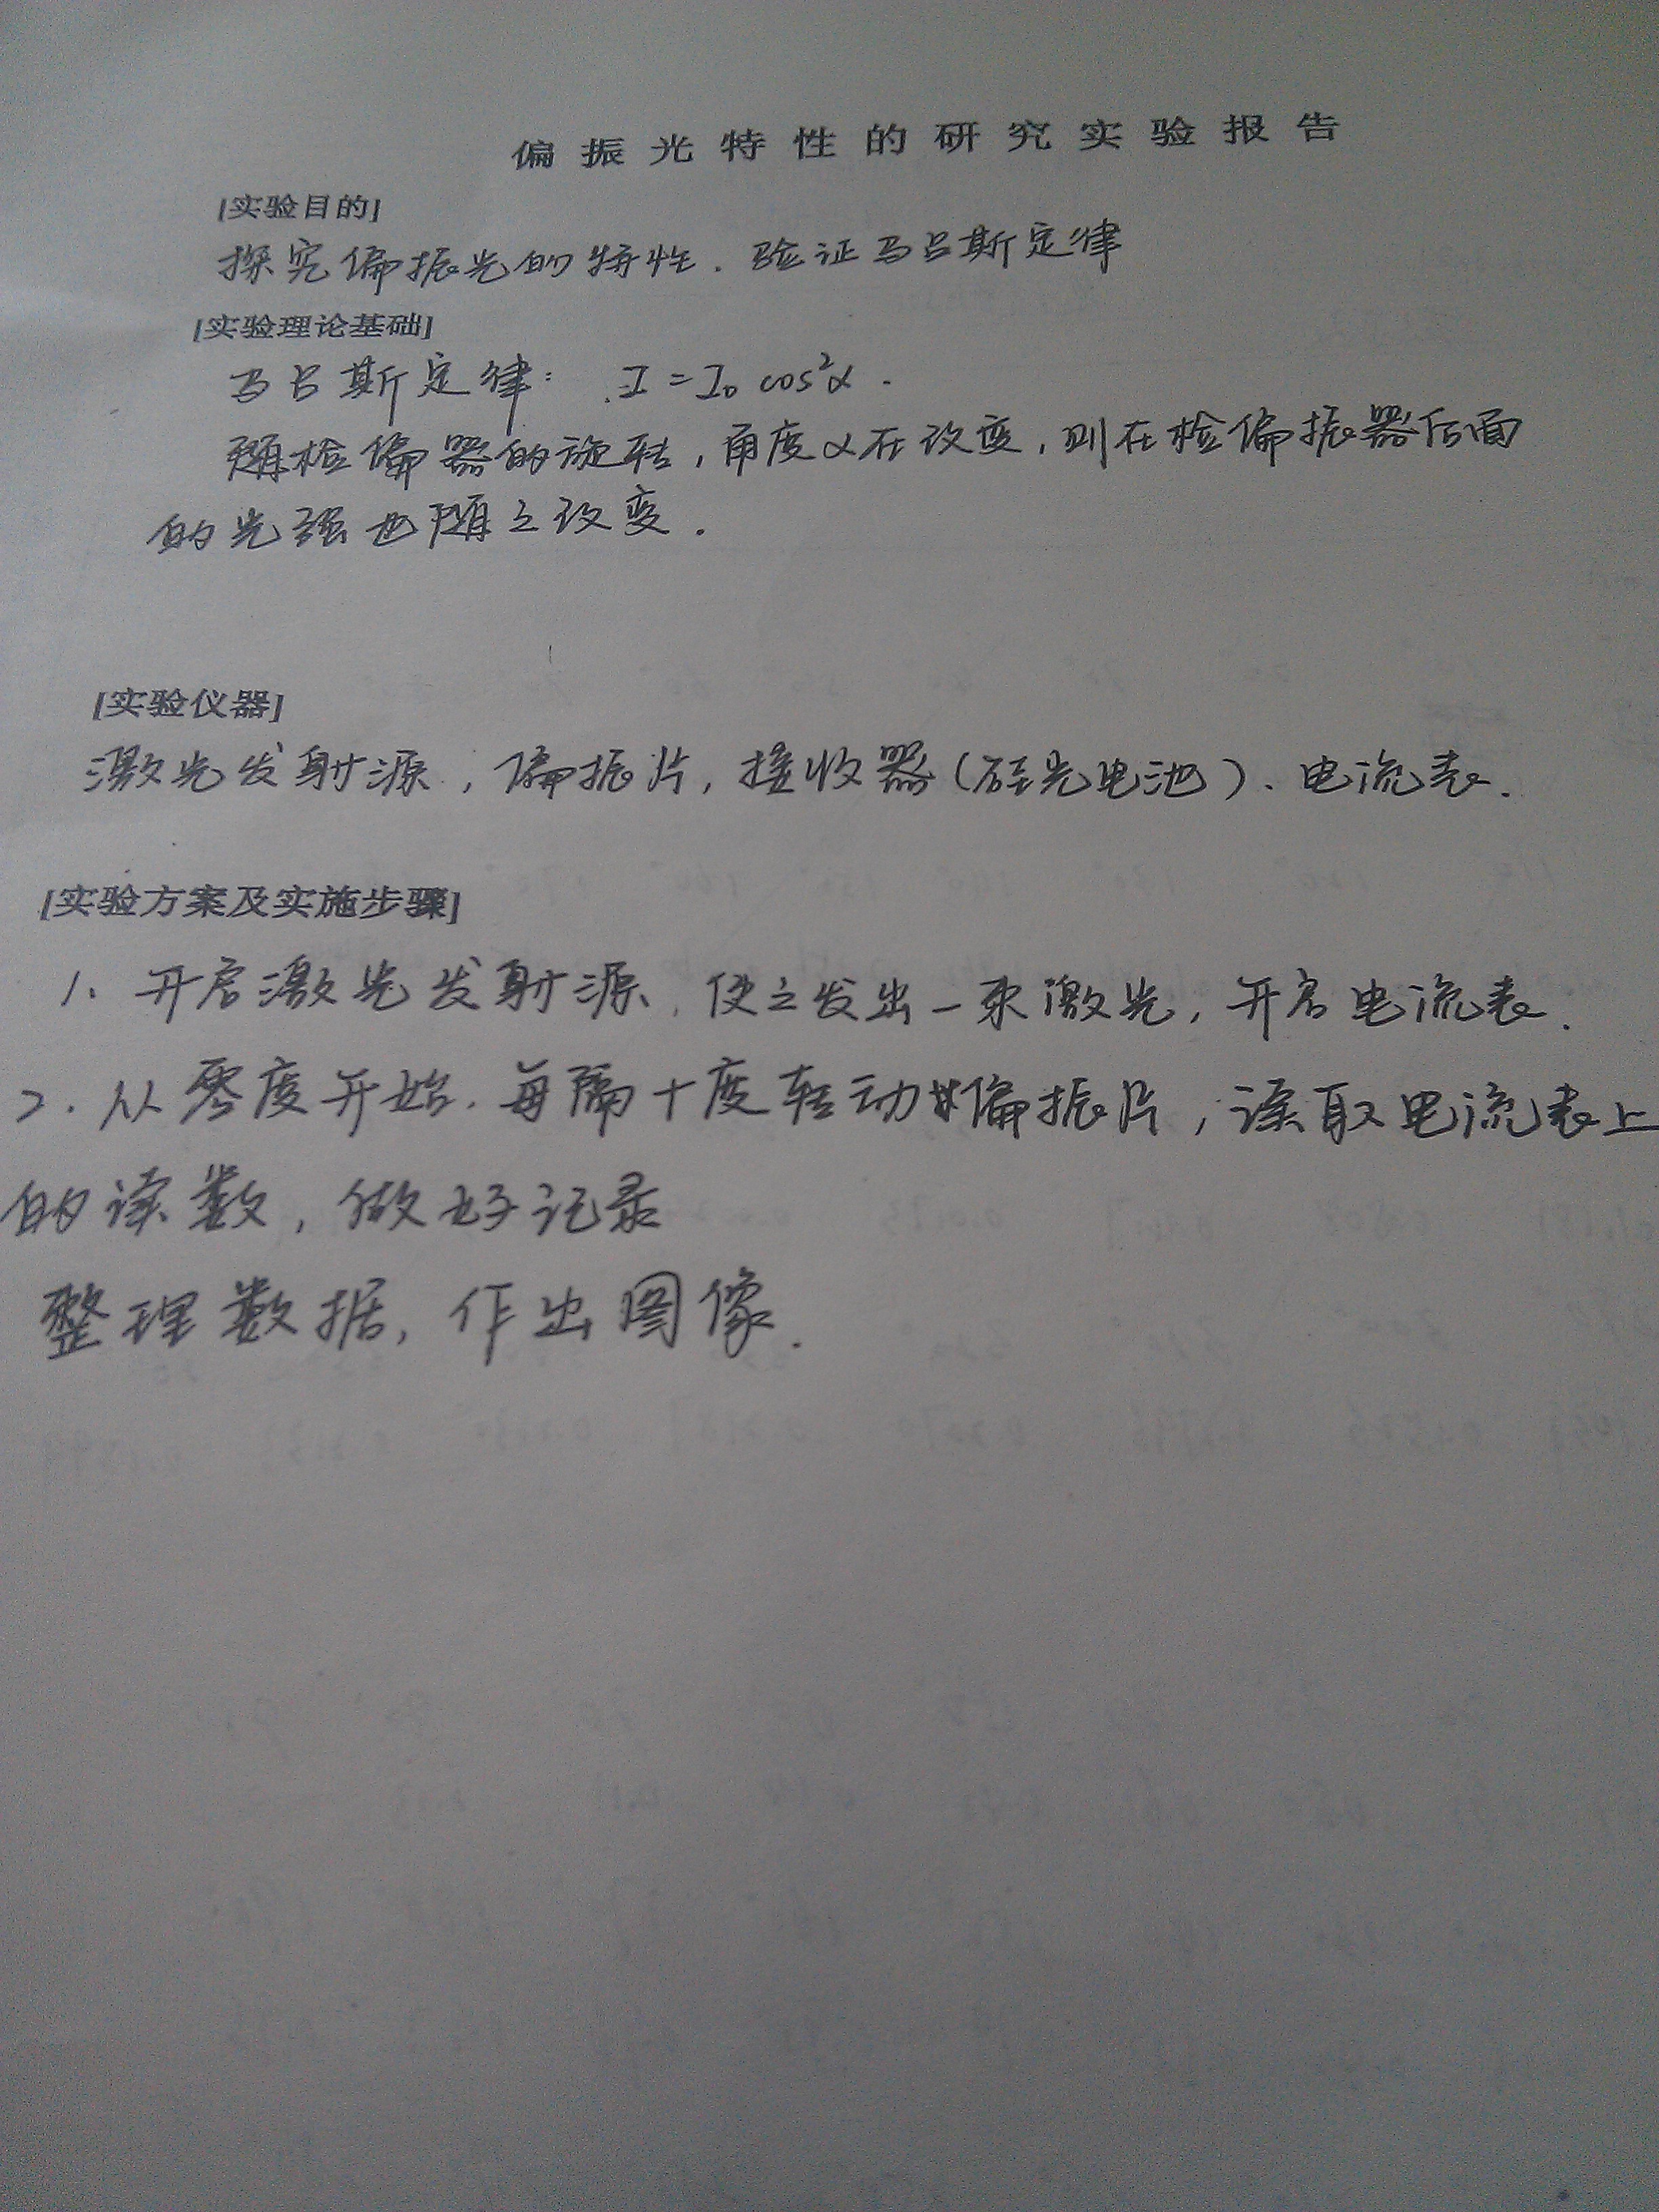 偏振光特性的研究实验报告
[实验目的]
探究偏振光的特性．验证马吕斯定律
[实验理论基础]
马吕斯定律： I = I₀ cos²α .
随检偏器的旋转，角度α在改变，则在检偏振器后面
的光强也随之改变．
[实验仪器]
激光发射源，偏振片，接收器（硅光电池）、电流表．
[实验方案及实施步骤]
1、开启激光发射源，使之发出一束激光，开启电流表．
2．从零度开始．每隔十度转动偏振片，读取电流表上
的读数，做好记录
整理数据，作出图像．